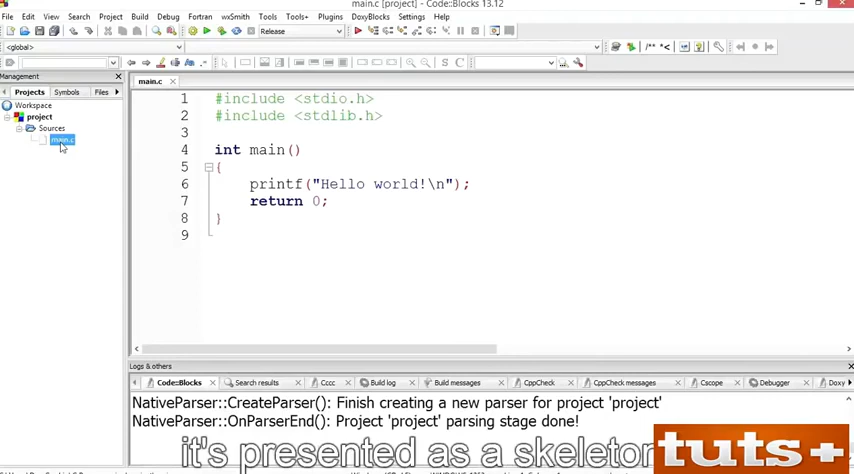 main.c [project] - Code::Blocks 13.12
File Edit View Search Project Build Debug Fortran wxSmith Tools Tools+ Plugins DoxyBlocks Settings Help
Release
<global>
/** *<
S C
Management
Projects Symbols Files
Workspace
project
Sources
main.c
main.c
1 #include <stdio.h>
2 #include <stdlib.h>
3
4 int main()
5 {
6 printf("Hello world!\n");
7 return 0;
8 }
9
Logs & others
Code::Blocks Search results Cccc Build log Build messages CppCheck CppCheck messages Cscope Debugger Doxy
NativeParser::CreateParser(): Finish creating a new parser for project 'project'
NativeParser::OnParserEnd(): Project 'project' parsing stage done!
it's presented as a skeleton
tuts+